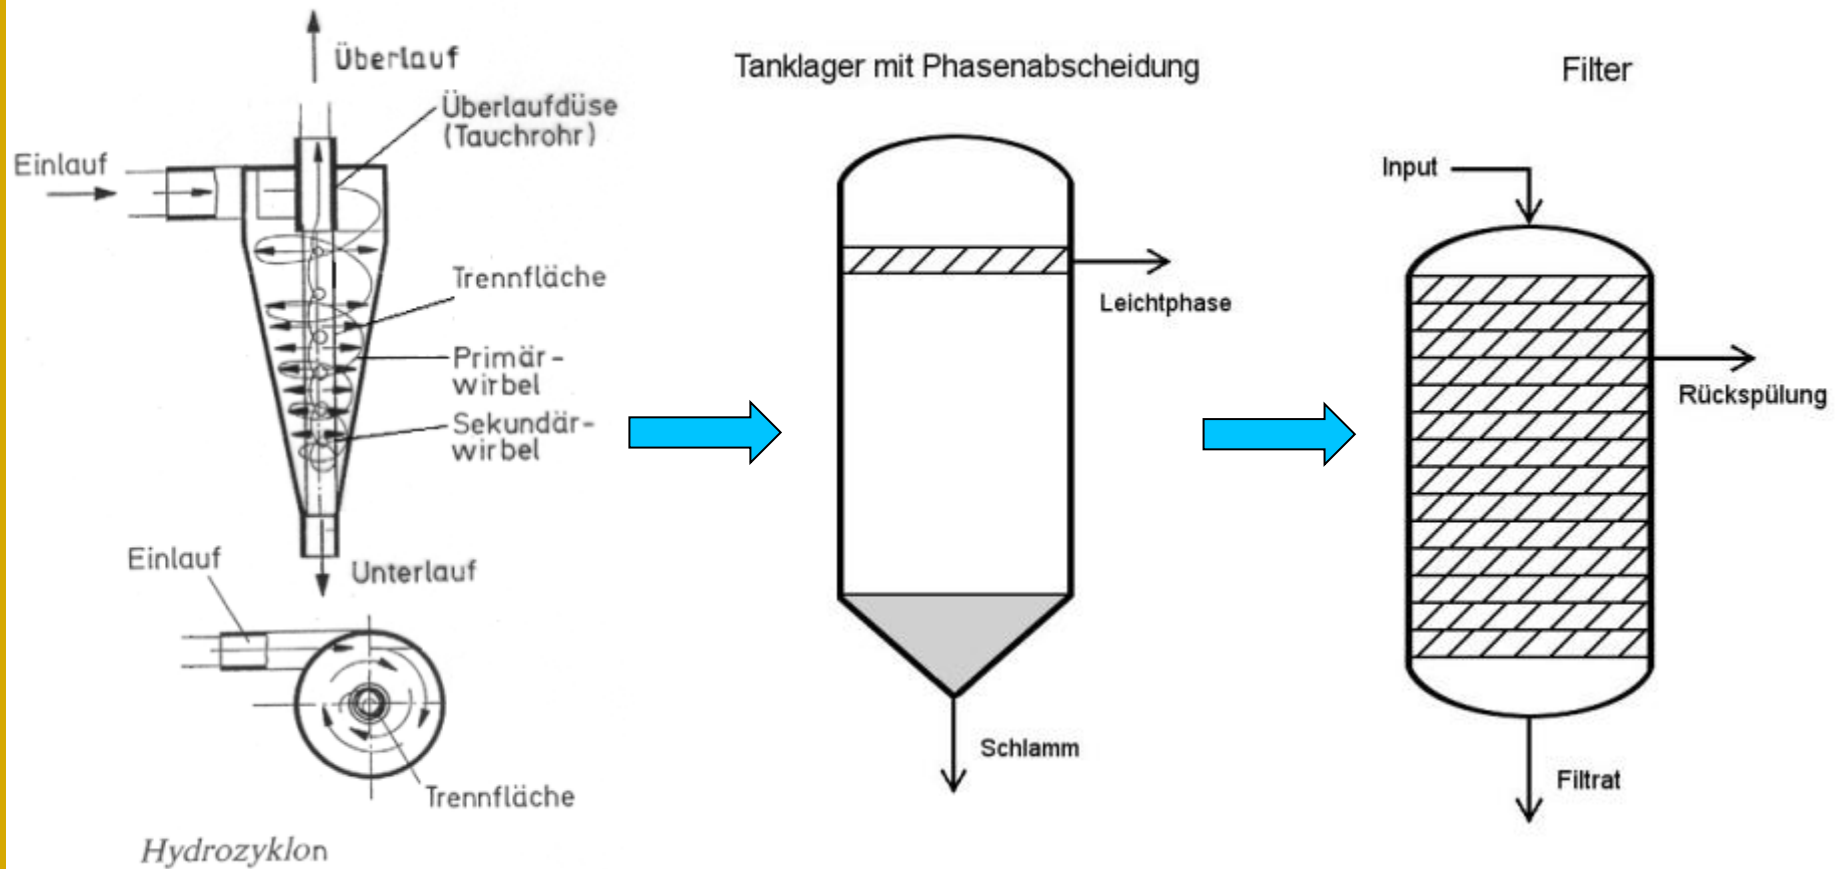 Überlauf
Überlaufdüse
(Tauchrohr)
Einlauf
Trennfläche
Primär-
wirbel
Sekundär-
wirbel
Unterlauf
Einlauf
Trennfläche
Hydrozyklon
Tanklager mit Phasenabscheidung
Leichtphase
Schlamm
Filter
Input
Rückspülung
Filtrat